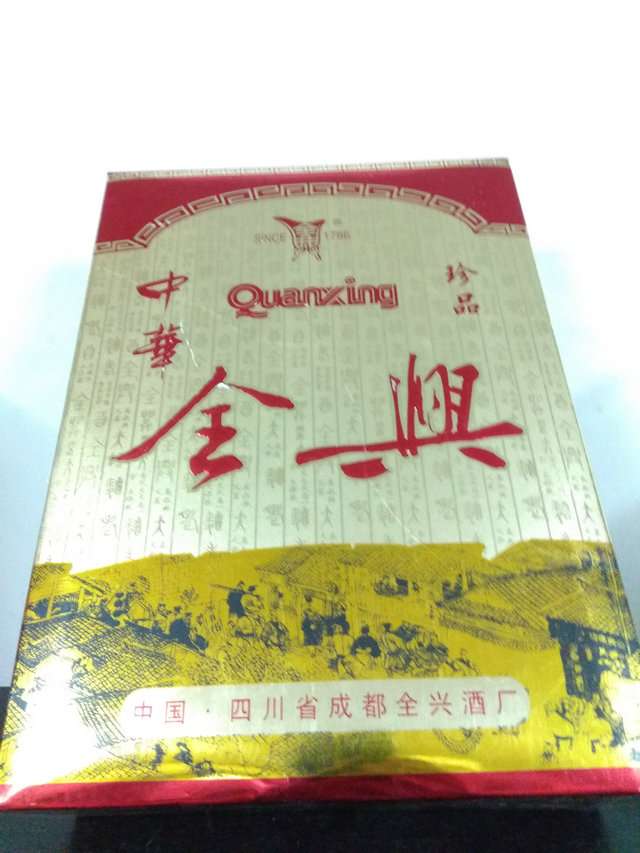 SINCE 1786
Quanxing
珍品
中華
全興
中国·四川省成都全兴酒厂